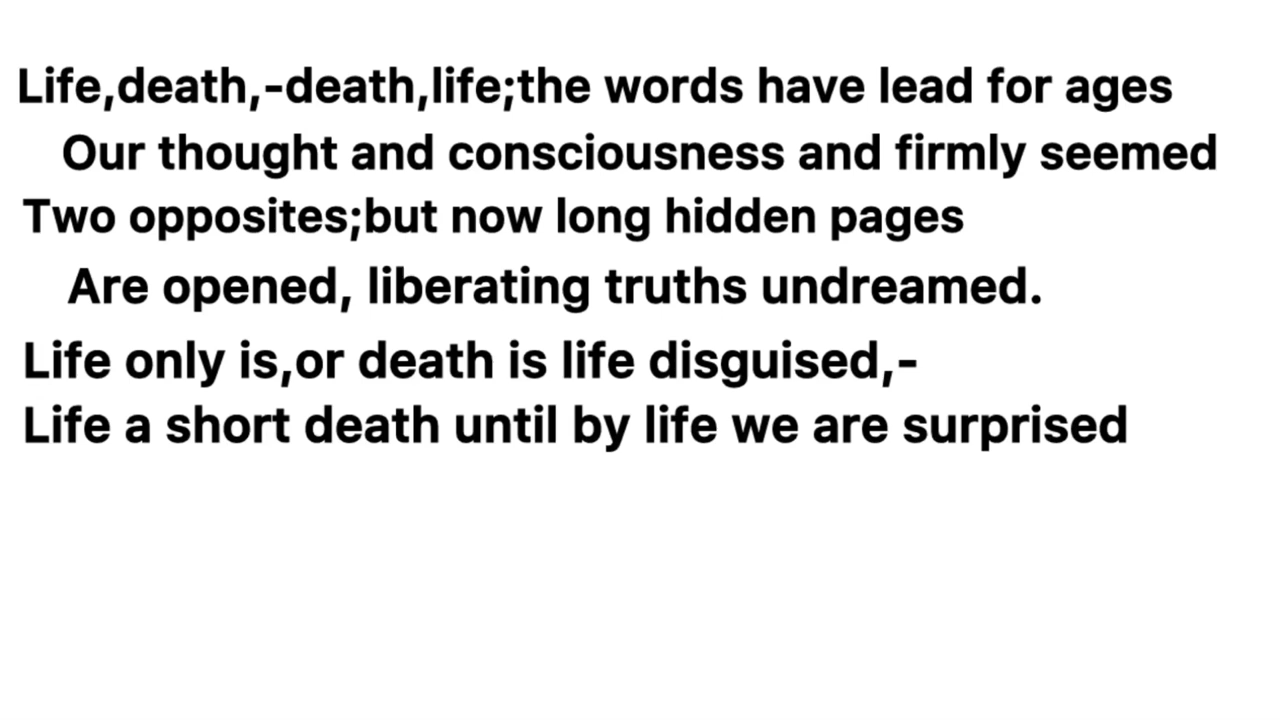 Life,death,-death,life;the words have lead for ages
Our thought and consciousness and firmly seemed
Two opposites;but now long hidden pages
Are opened, liberating truths undreamed.
Life only is,or death is life disguised,-
Life a short death until by life we are surprised